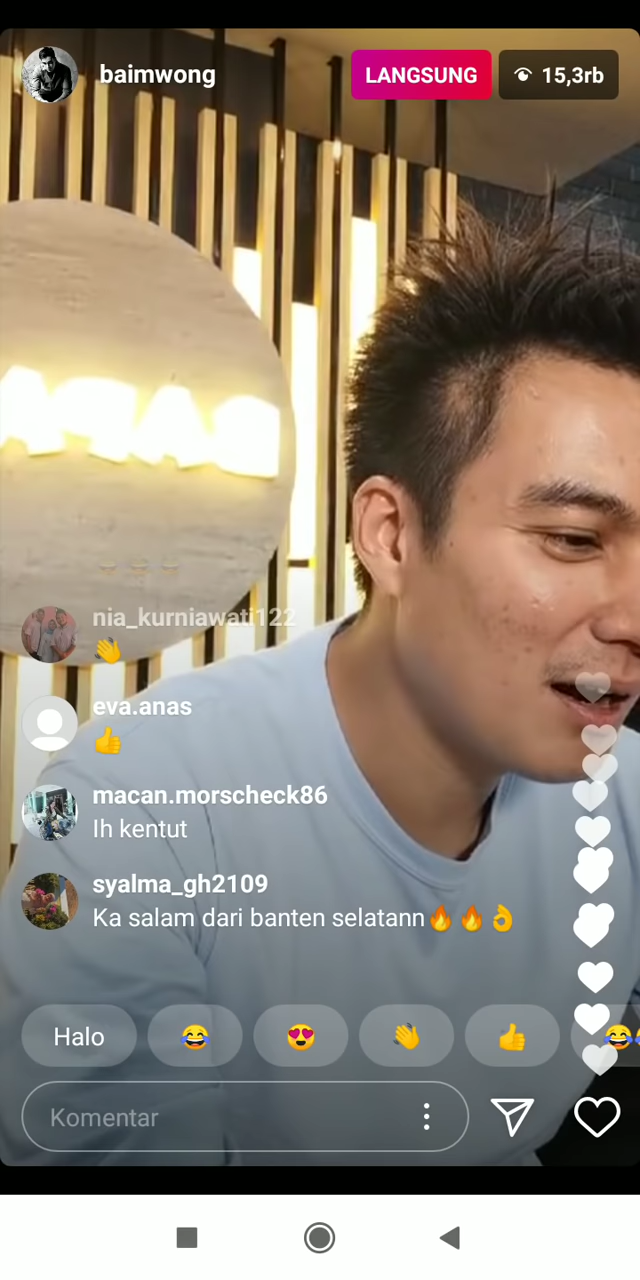 baimwong
LANGSUNG
15,3rb
nia_kurniawati122
👋
eva.anas
👍
macan.morscheck86
Ih kentut
syalma_gh2109
Ka salam dari banten selatann🔥🔥👌
Halo 😂 😍 👋 👍 😂
Komentar